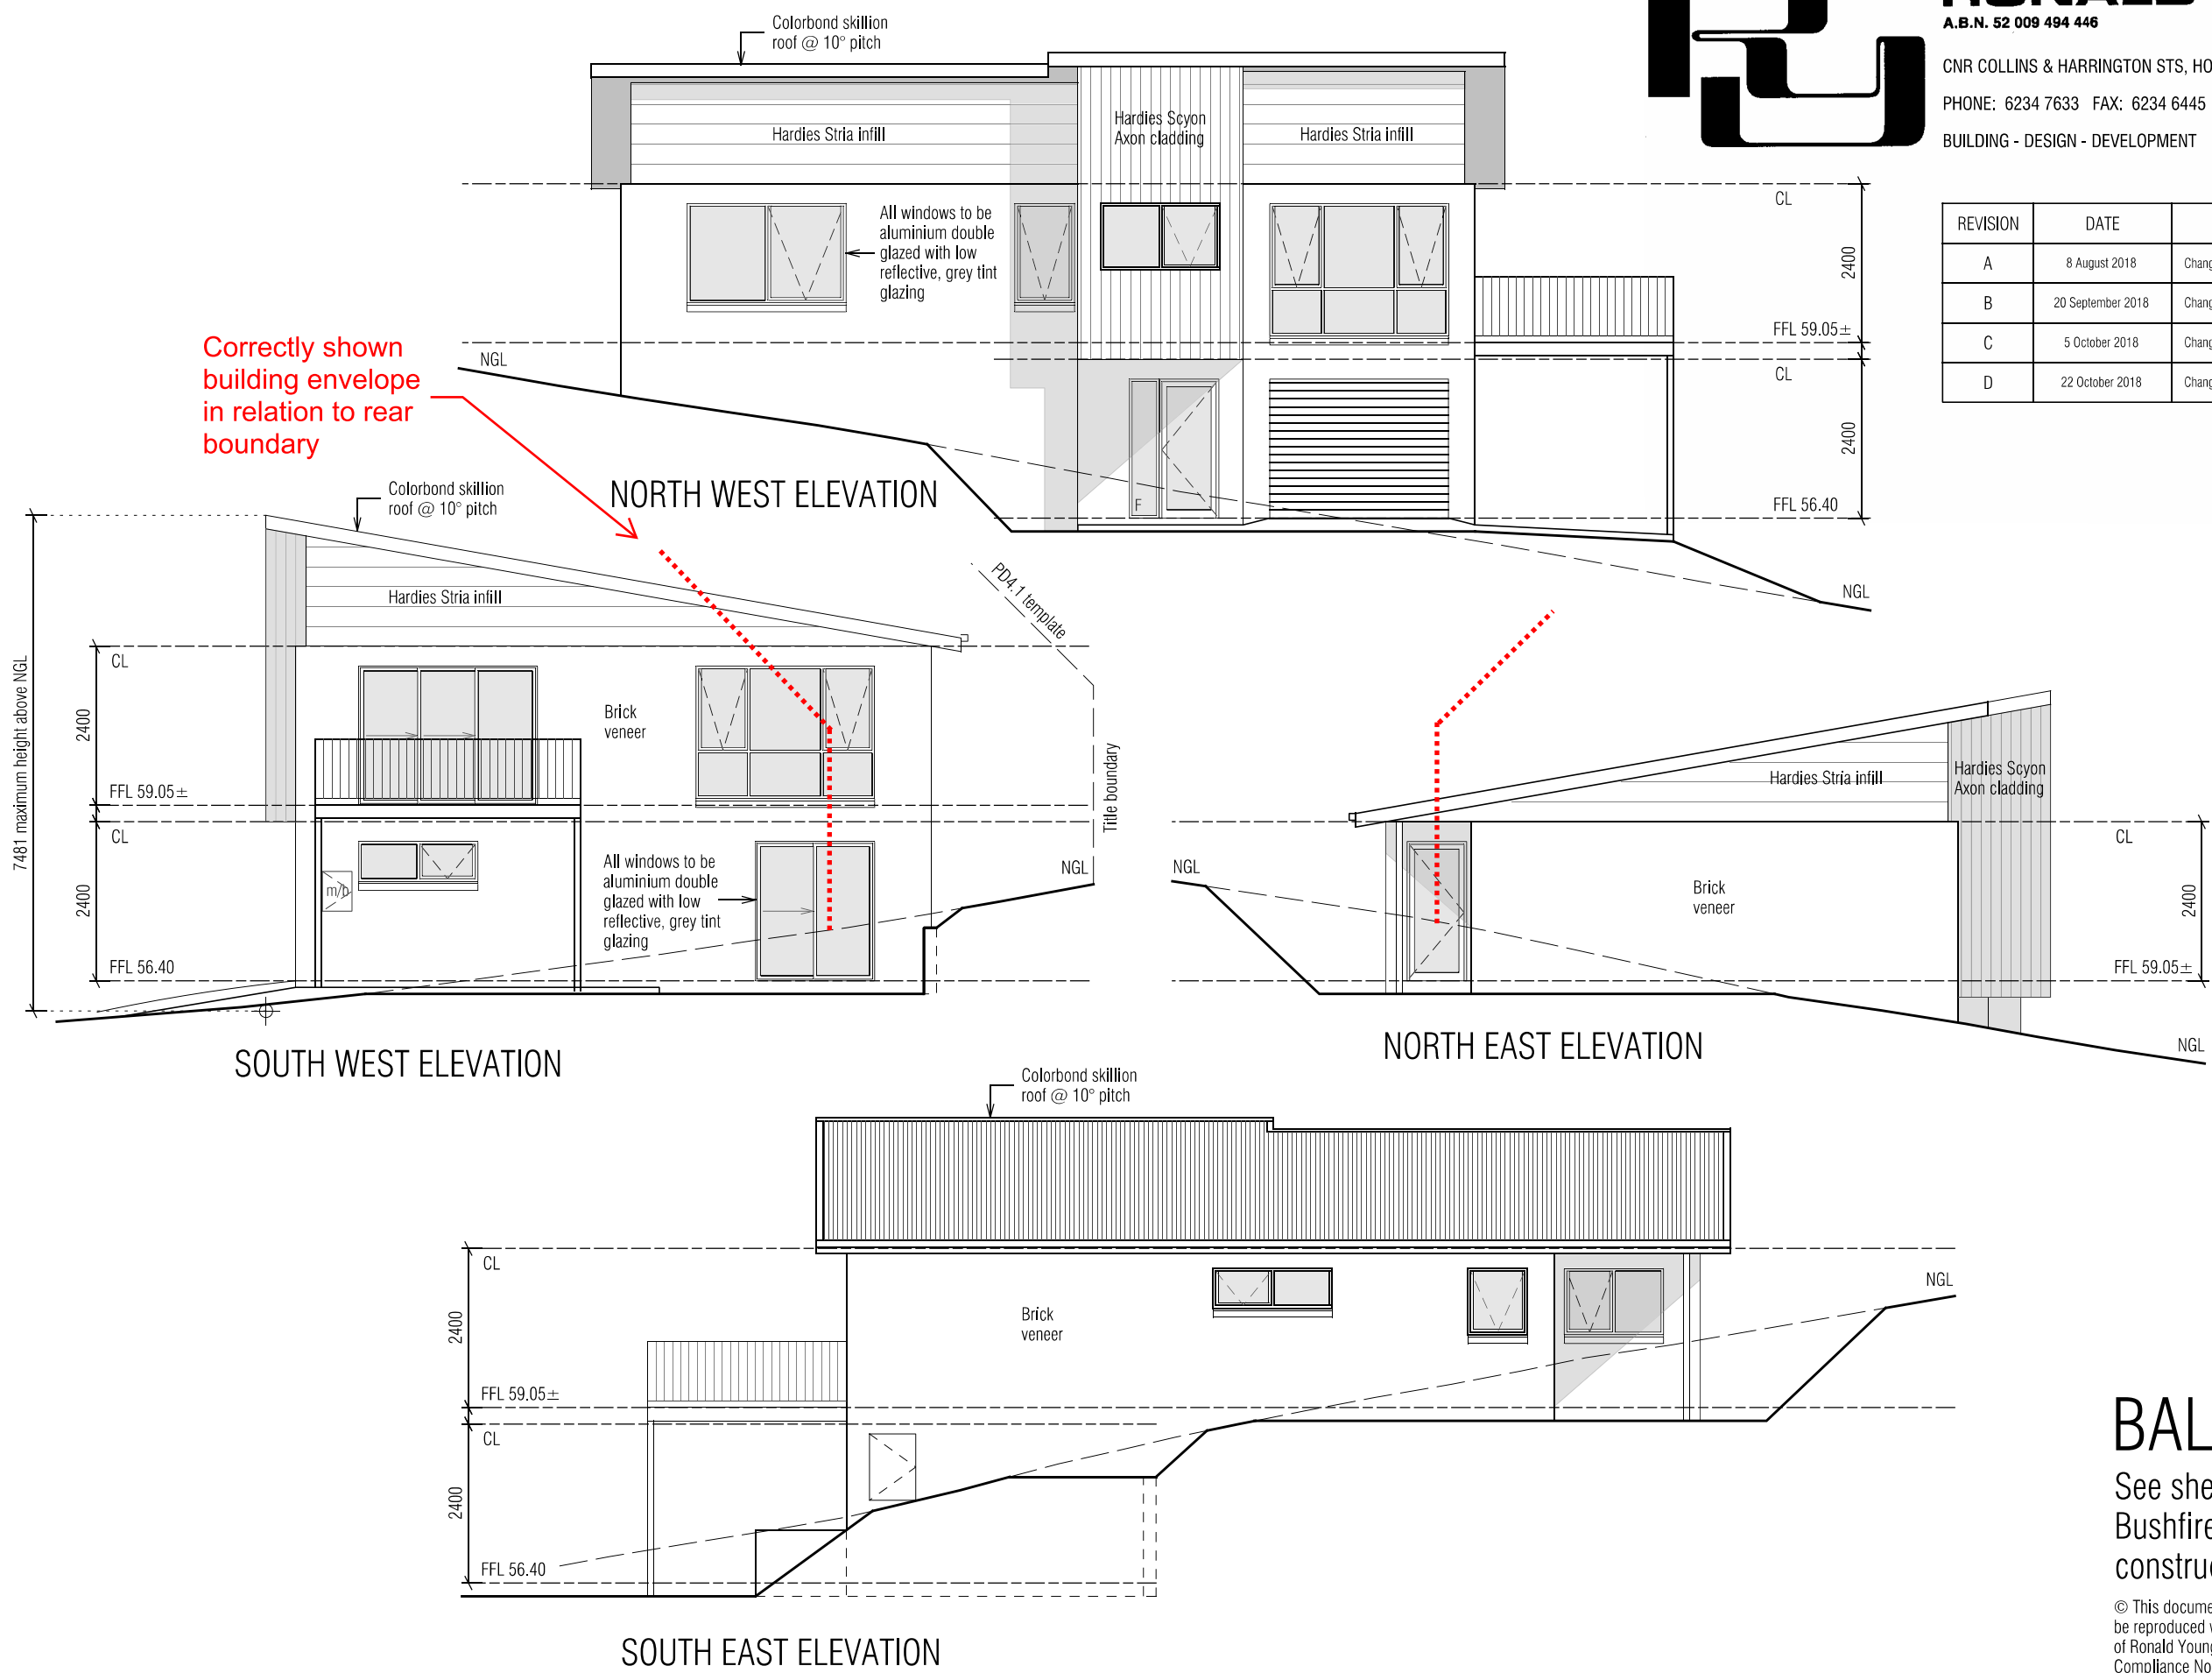 RONALD
A.B.N. 52 009 494 446
CNR COLLINS & HARRINGTON STS, HO
PHONE: 6234 7633 FAX: 6234 6445
BUILDING - DESIGN - DEVELOPMENT
REVISION DATE
A 8 August 2018 Chang
B 20 September 2018 Chang
C 5 October 2018 Chang
D 22 October 2018 Chang
Colorbond skillion
roof @ 10° pitch
Hardies Stria infill
Hardies Scyon
Axon cladding
Hardies Stria infill
All windows to be
aluminium double
glazed with low
reflective, grey tint
glazing
CL
2400
FFL 59.05±
CL
2400
FFL 56.40
NGL
NGL
F
NORTH WEST ELEVATION
Correctly shown
building envelope
in relation to rear
boundary
Colorbond skillion
roof @ 10° pitch
Hardies Stria infill
PD4.1 template
Title boundary
7481 maximum height above NGL
CL
2400
FFL 59.05±
CL
2400
FFL 56.40
Brick
veneer
m/b
All windows to be
aluminium double
glazed with low
reflective, grey tint
glazing
NGL
SOUTH WEST ELEVATION
NGL
Hardies Stria infill
Hardies Scyon
Axon cladding
Brick
veneer
CL
2400
FFL 59.05±
NGL
NORTH EAST ELEVATION
Colorbond skillion
roof @ 10° pitch
CL
2400
FFL 59.05±
CL
2400
FFL 56.40
Brick
veneer
NGL
SOUTH EAST ELEVATION
BAL
See she
Bushfire
construc
© This docume
be reproduced w
of Ronald Young
Compliance No